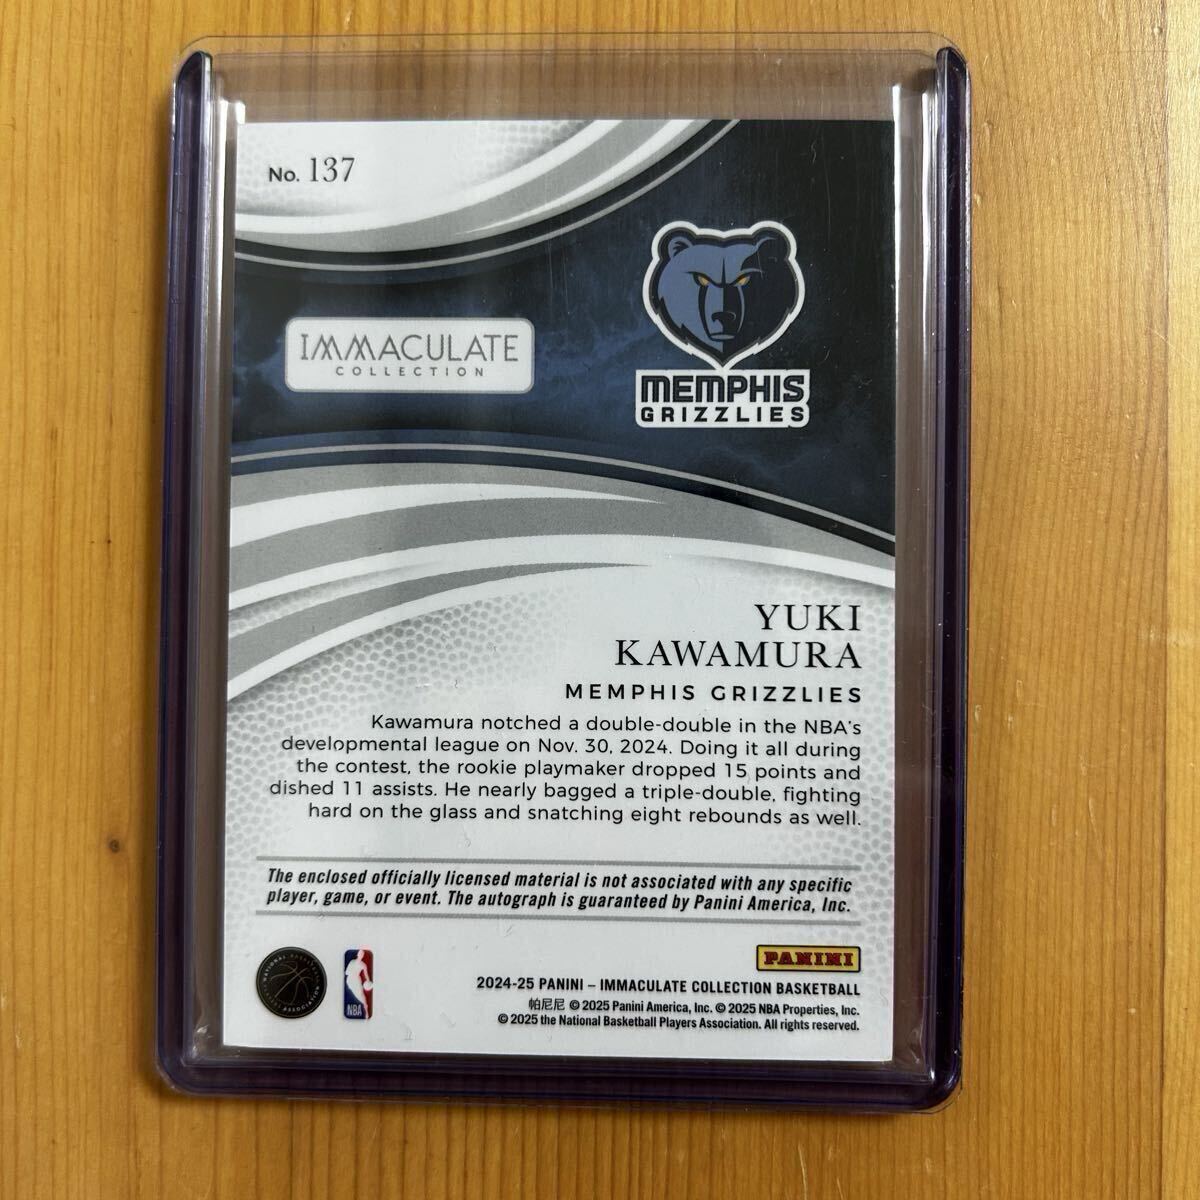 No. 137
IMMACULATE
COLLECTION
MEMPHIS
GRIZZLIES
YUKI
KAWAMURA
MEMPHIS GRIZZLIES
Kawamura notched a double-double in the NBA's
developmental league on Nov. 30, 2024. Doing it all during
the contest, the rookie playmaker dropped 15 points and
dished 11 assists. He nearly bagged a triple-double, fighting
hard on the glass and snatching eight rebounds as well.
The enclosed officially licensed material is not associated with any specific
player, game, or event. The autograph is guaranteed by Panini America, Inc.
PANINI
NBA
2024-25 PANINI – IMMACULATE COLLECTION BASKETBALL
帕尼尼 © 2025 Panini America, Inc. © 2025 NBA Properties, Inc.
© 2025 the National Basketball Players Association. All rights reserved.